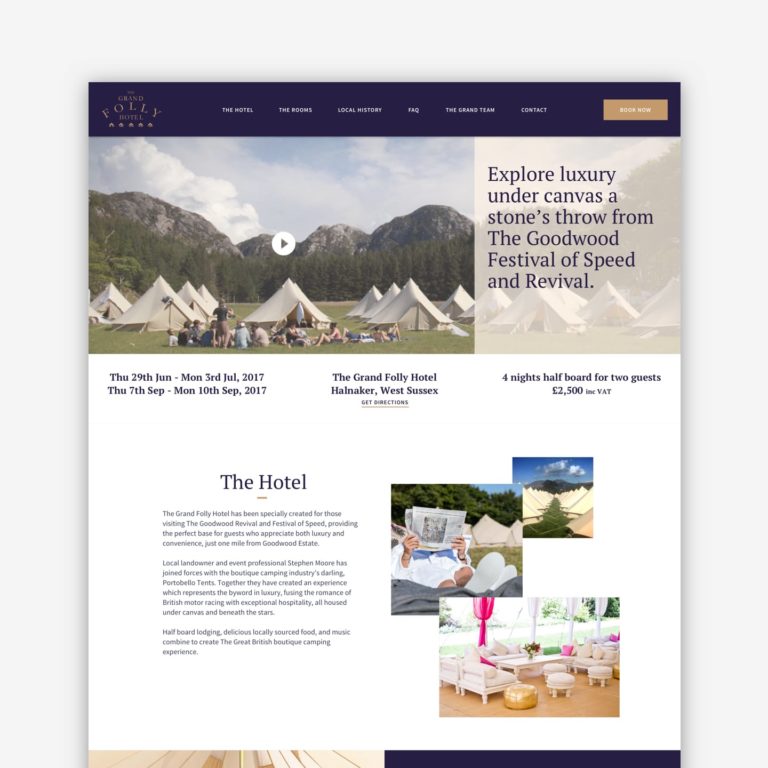 THE
GRAND
FOLLY
HOTEL
THE HOTEL
THE ROOMS
LOCAL HISTORY
FAQ
THE GRAND TEAM
CONTACT
BOOK NOW
Explore luxury
under canvas a
stone’s throw from
The Goodwood
Festival of Speed
and Revival.
Thu 29th Jun - Mon 3rd Jul, 2017
Thu 7th Sep - Mon 10th Sep, 2017
The Grand Folly Hotel
Halnaker, West Sussex
GET DIRECTIONS
4 nights half board for two guests
£2,500 inc VAT
The Hotel
The Grand Folly Hotel has been specially created for those
visiting The Goodwood Revival and Festival of Speed, providing
the perfect base for guests who appreciate both luxury and
convenience, just one mile from Goodwood Estate.
Local landowner and event professional Stephen Moore has
joined forces with the boutique camping industry’s darling,
Portobello Tents. Together they have created an experience
which represents the byword in luxury, fusing the romance of
British motor racing with exceptional hospitality, all housed
under canvas and beneath the stars.
Half board lodging, delicious locally sourced food, and music
combine to create The Great British boutique camping
experience.